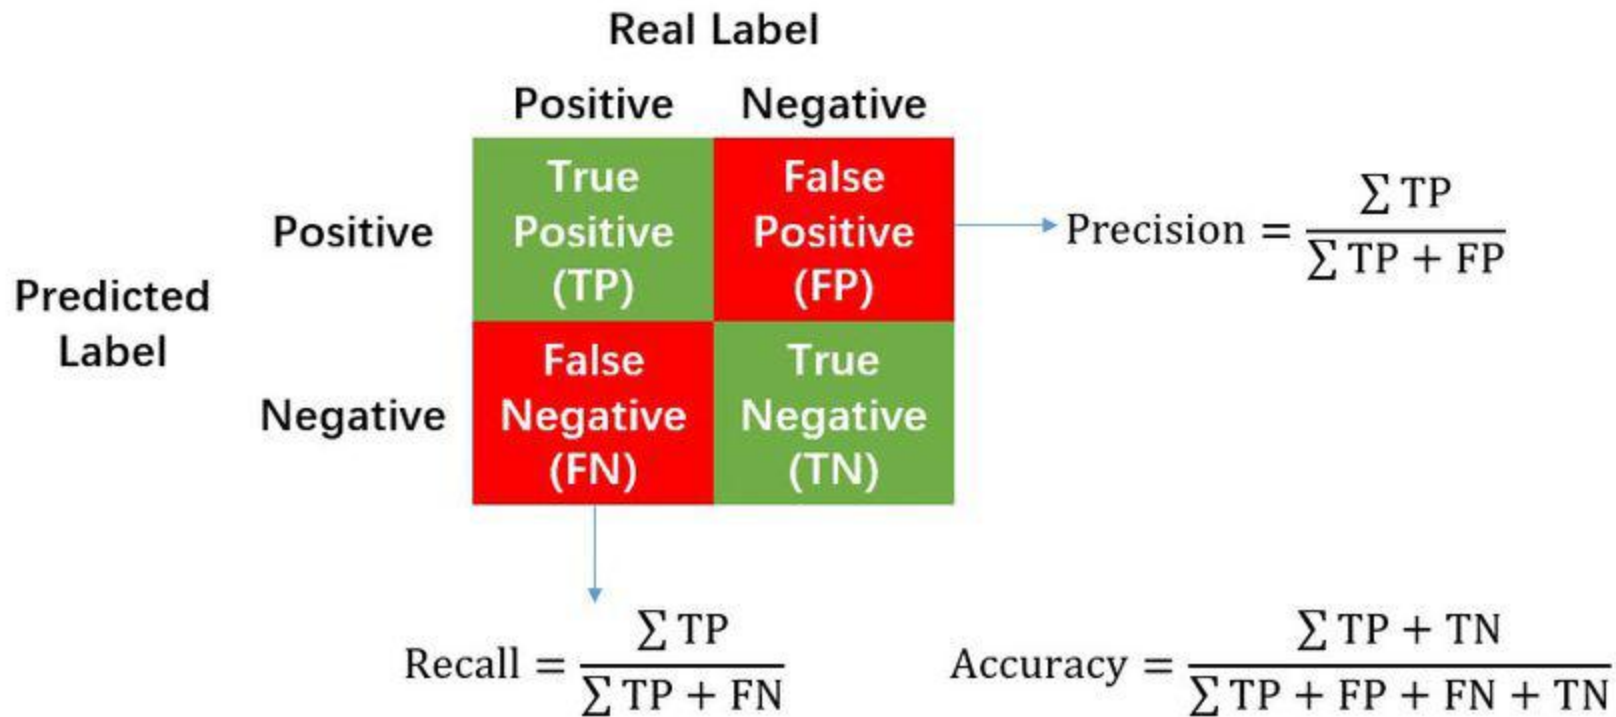 Real Label
Positive Negative
True
Positive
(TP)
False
Positive
(FP)
Positive
Precision = ∑ TP / ∑ TP + FP
Predicted
Label
Negative
False
Negative
(FN)
True
Negative
(TN)
Recall = ∑ TP / ∑ TP + FN
Accuracy = ∑ TP + TN / ∑ TP + FP + FN + TN